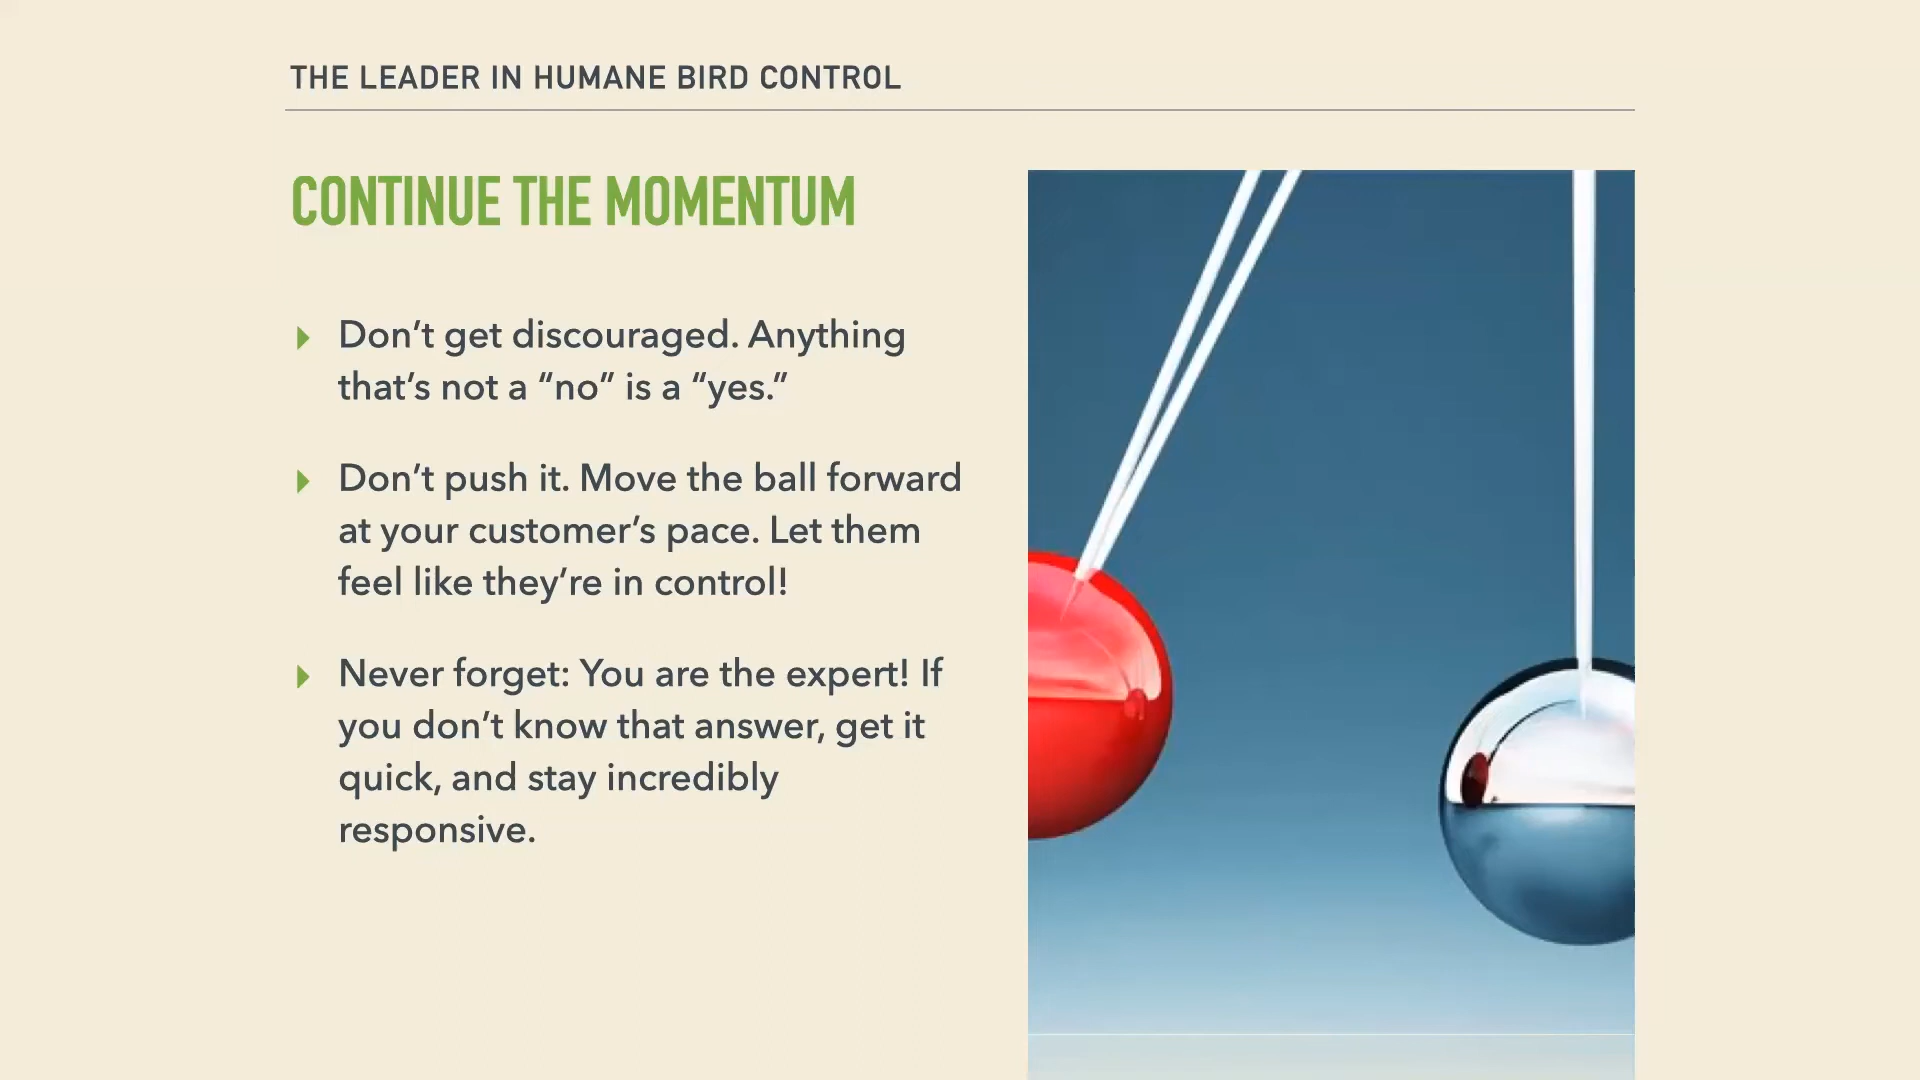 THE LEADER IN HUMANE BIRD CONTROL
CONTINUE THE MOMENTUM
Don’t get discouraged. Anything
that’s not a “no” is a “yes.”
Don’t push it. Move the ball forward
at your customer’s pace. Let them
feel like they’re in control!
Never forget: You are the expert! If
you don’t know that answer, get it
quick, and stay incredibly
responsive.